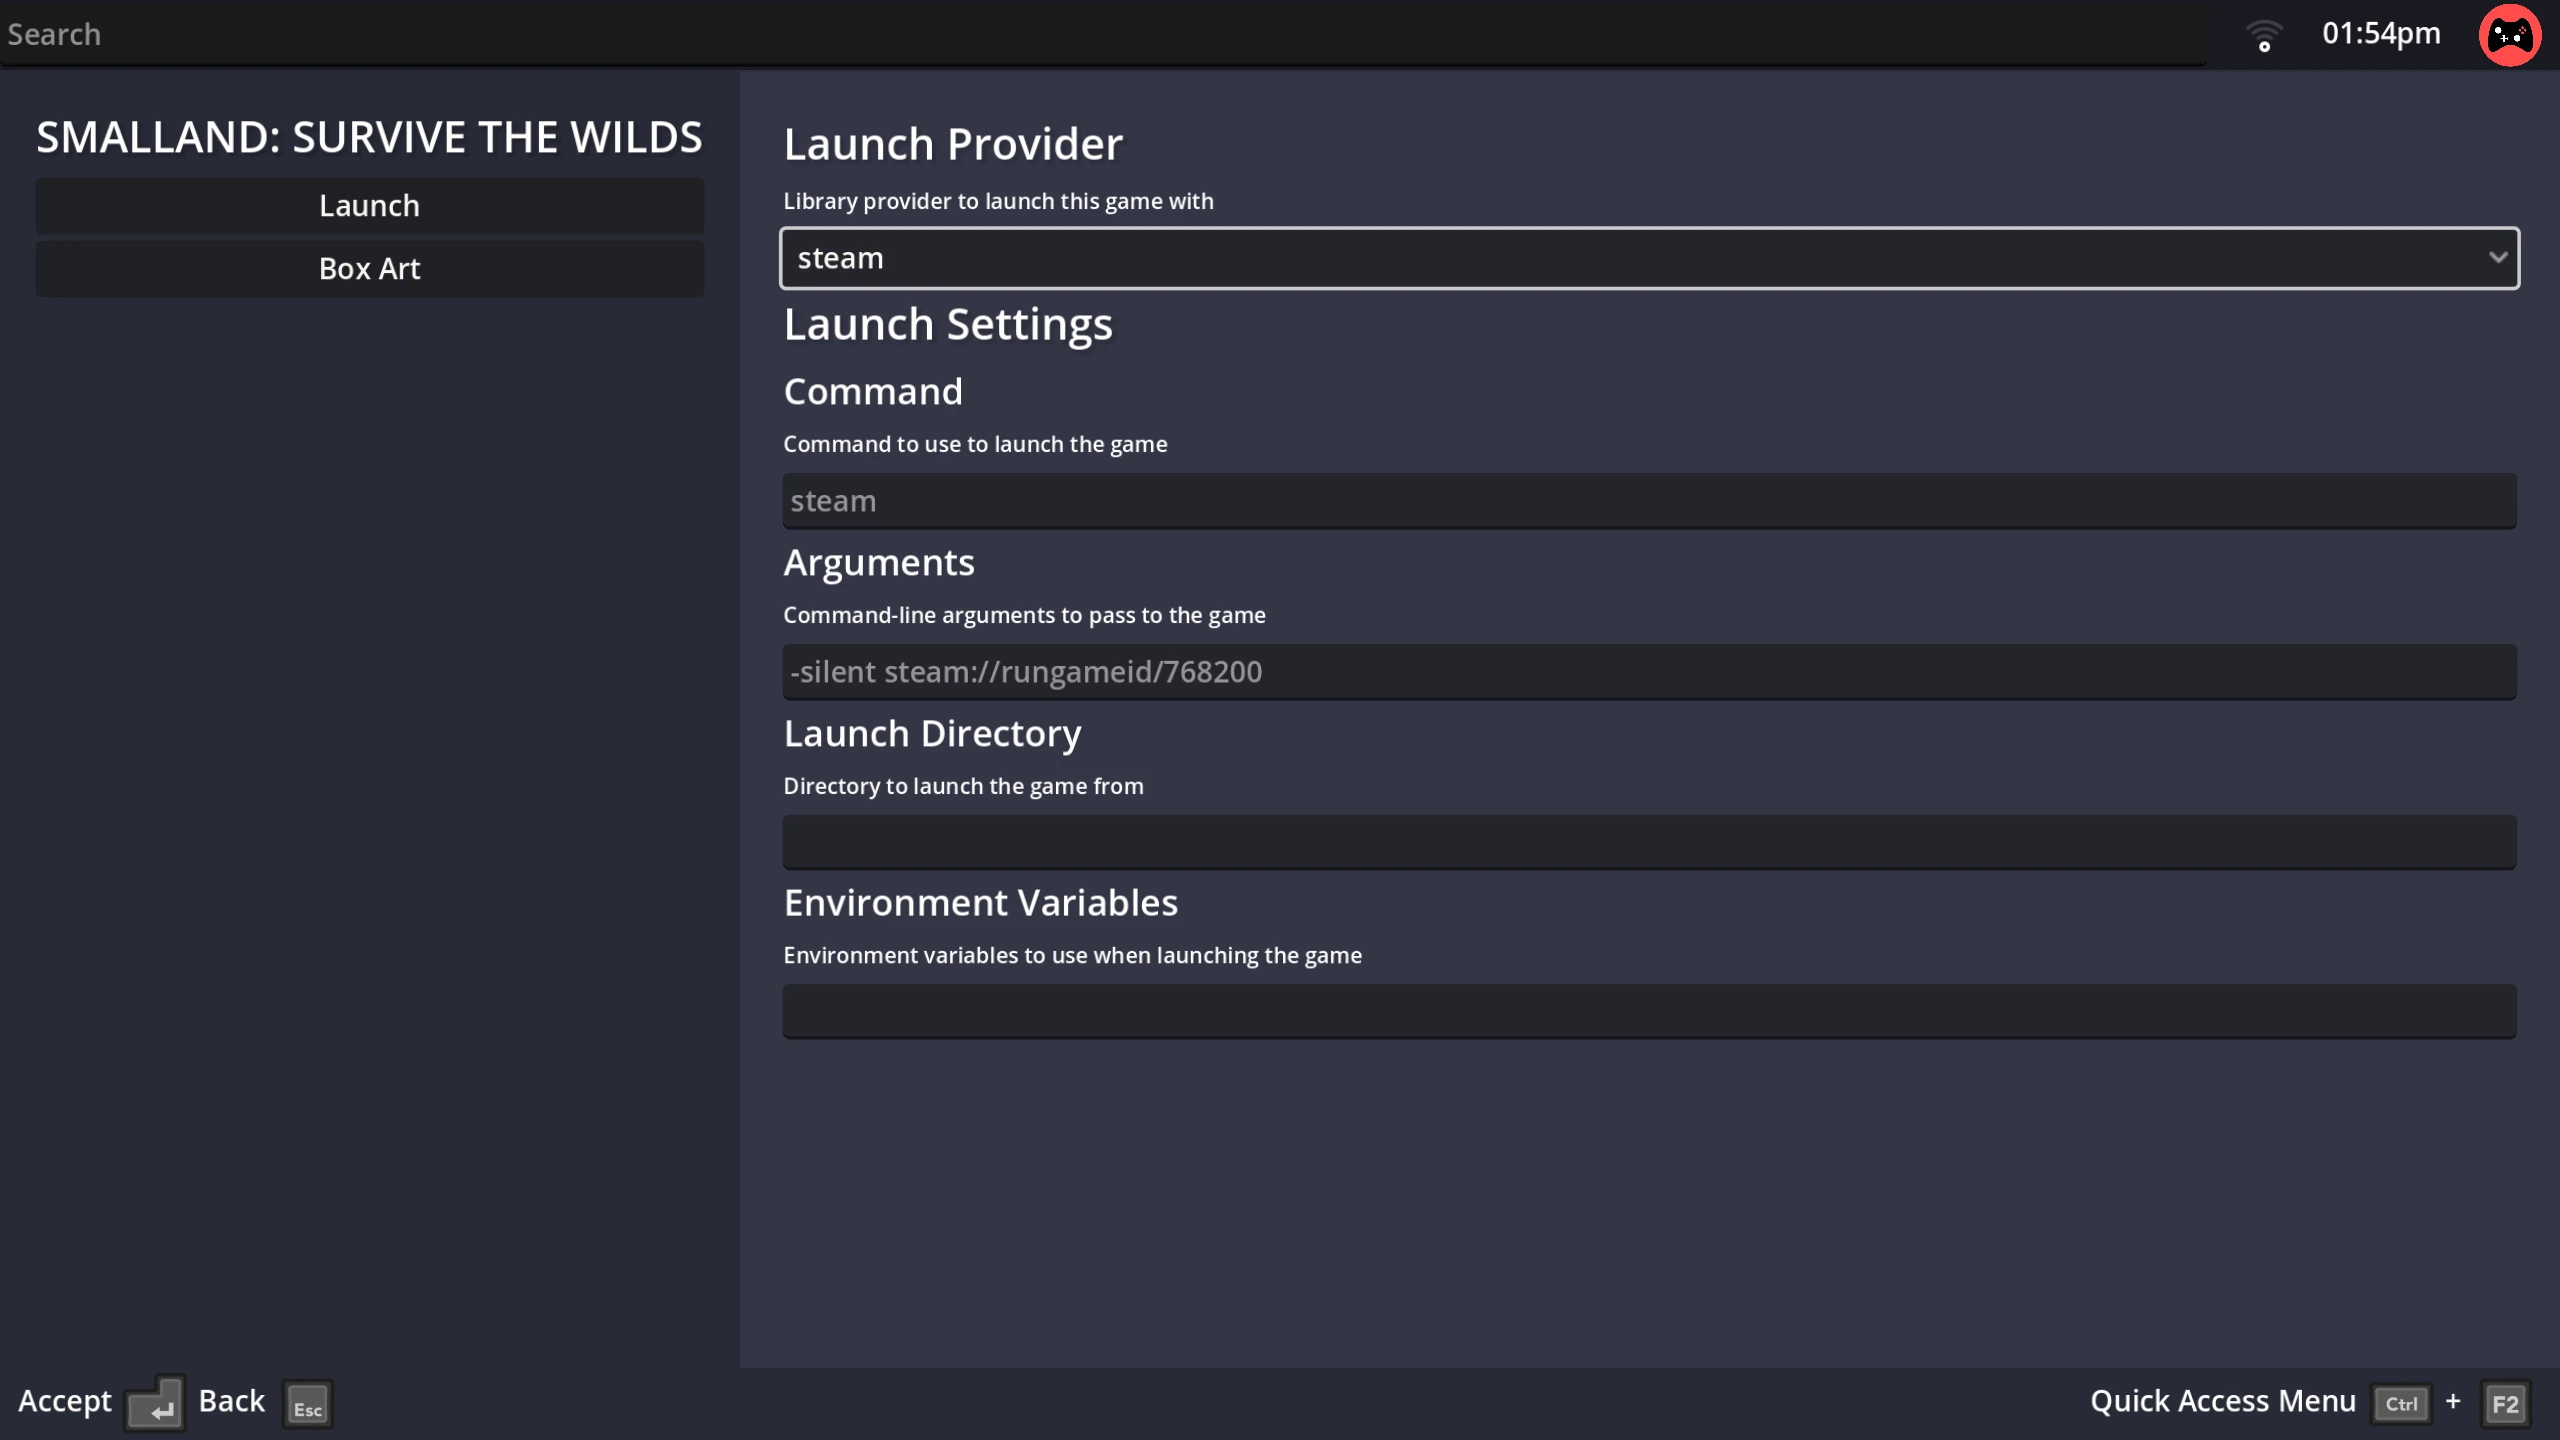 Search
01:54pm
SMALLAND: SURVIVE THE WILDS
Launch
Box Art
Launch Provider
Library provider to launch this game with
steam
Launch Settings
Command
Command to use to launch the game
steam
Arguments
Command-line arguments to pass to the game
-silent steam://rungameid/768200
Launch Directory
Directory to launch the game from
Environment Variables
Environment variables to use when launching the game
Accept Back Esc
Quick Access Menu Ctrl + F2